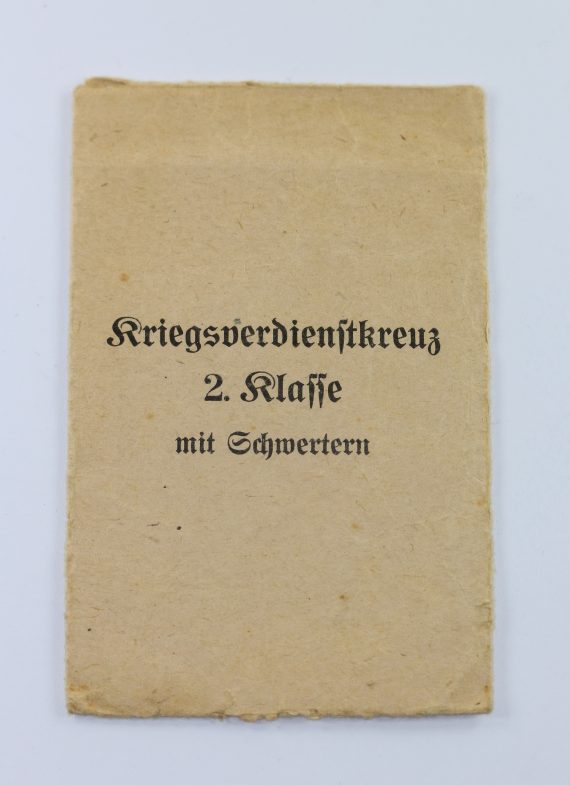 Kriegsverdienſtkreuz
2. Klaſſe
mit Schwertern